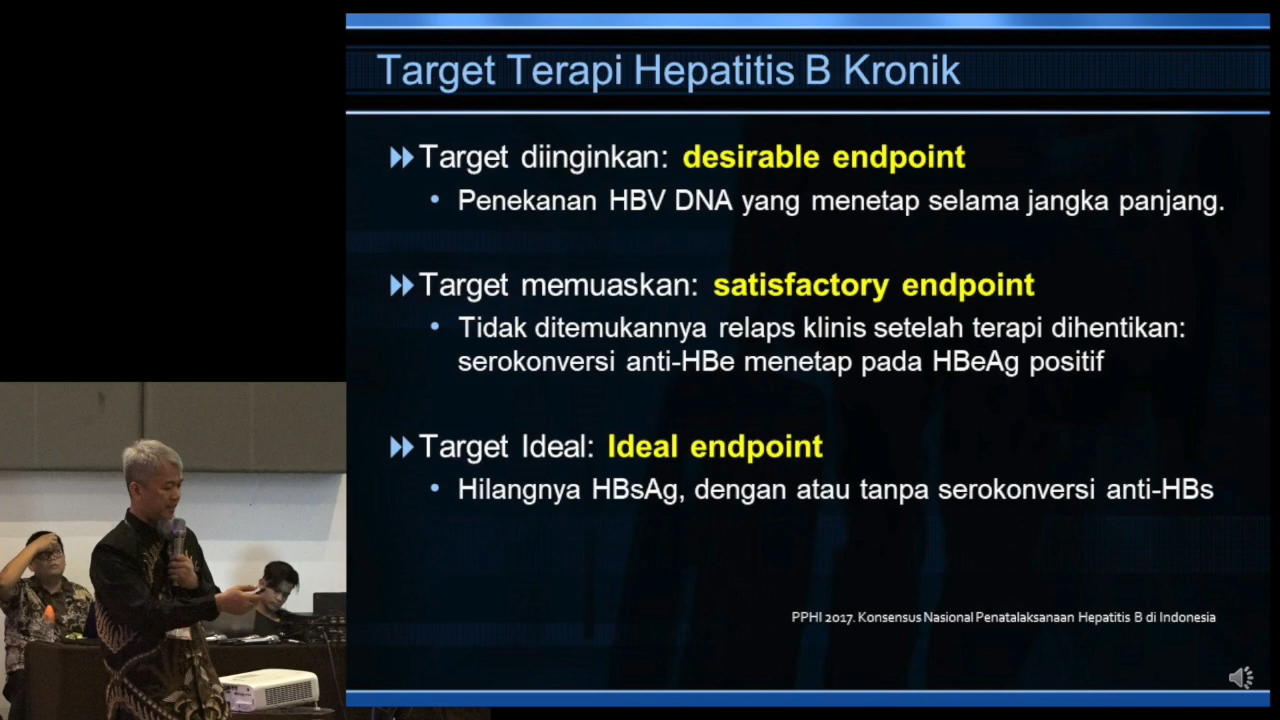 Target Terapi Hepatitis B Kronik
Target diinginkan: desirable endpoint
• Penekanan HBV DNA yang menetap selama jangka panjang.
Target memuaskan: satisfactory endpoint
• Tidak ditemukannya relaps klinis setelah terapi dihentikan:
serokonversi anti-HBe menetap pada HBeAg positif
Target Ideal: Ideal endpoint
• Hilangnya HBsAg, dengan atau tanpa serokonversi anti-HBs
PPHI 2017. Konsensus Nasional Penatalaksanaan Hepatitis B di Indonesia